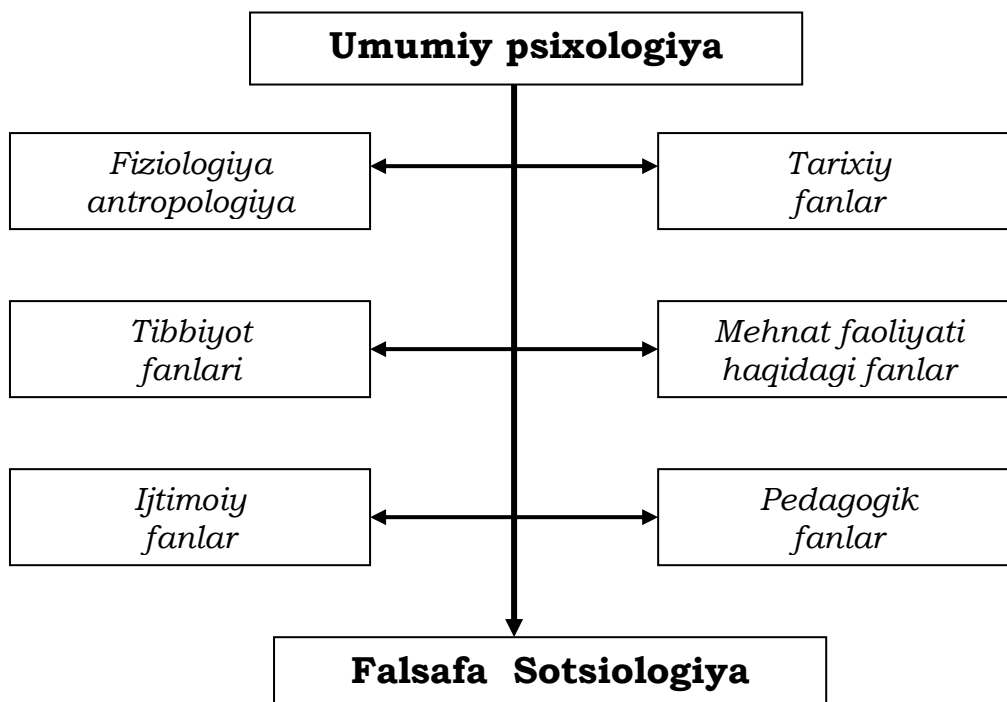 Umumiy psixologiya
Fiziologiya
antropologiya
Tarixiy
fanlar
Tibbiyot
fanlari
Mehnat faoliyati
haqidagi fanlar
Ijtimoiy
fanlar
Pedagogik
fanlar
Falsafa Sotsiologiya